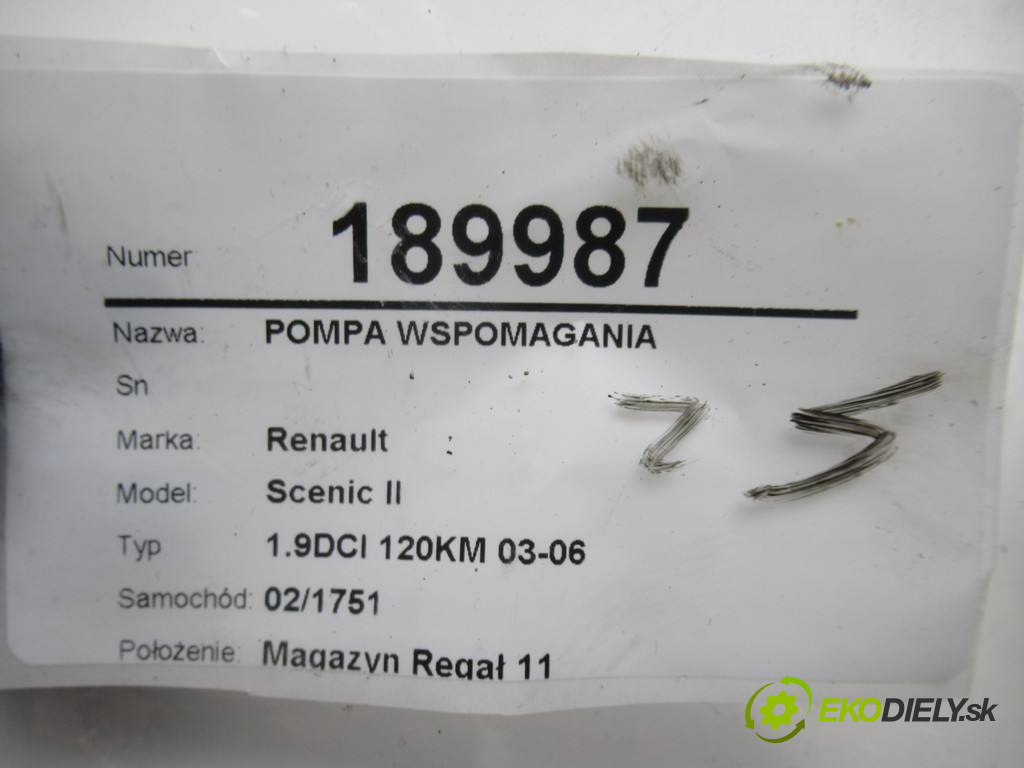 Numer 189987
Nazwa: POMPA WSPOMAGANIA
Sn
Marka: Renault
Model: Scenic II
Typ 1.9DCI 120KM 03-06
Samochód: 02/1751
Położenie: Magazyn Regał 11
25
EKODIELY.sk